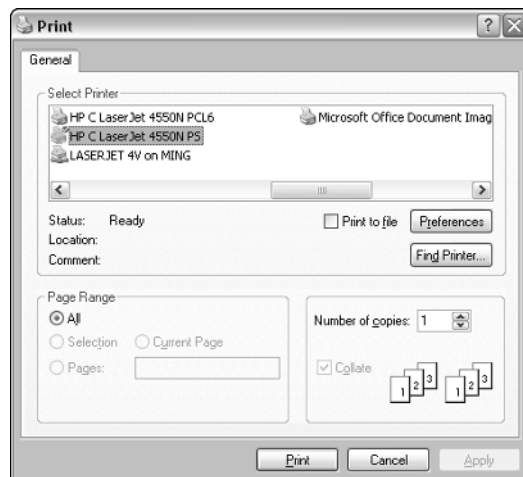 Print
General
Select Printer
HP C LaserJet 4550N PCL6
Microsoft Office Document Imag
HP C LaserJet 4550N PS
LASERJET 4V on MING
Status: Ready
Print to file
Preferences
Location:
Comment:
Find Printer...
Page Range
All
Selection
Current Page
Pages:
Number of copies: 1
Collate
1 2 3 1 2 3
Print
Cancel
Apply